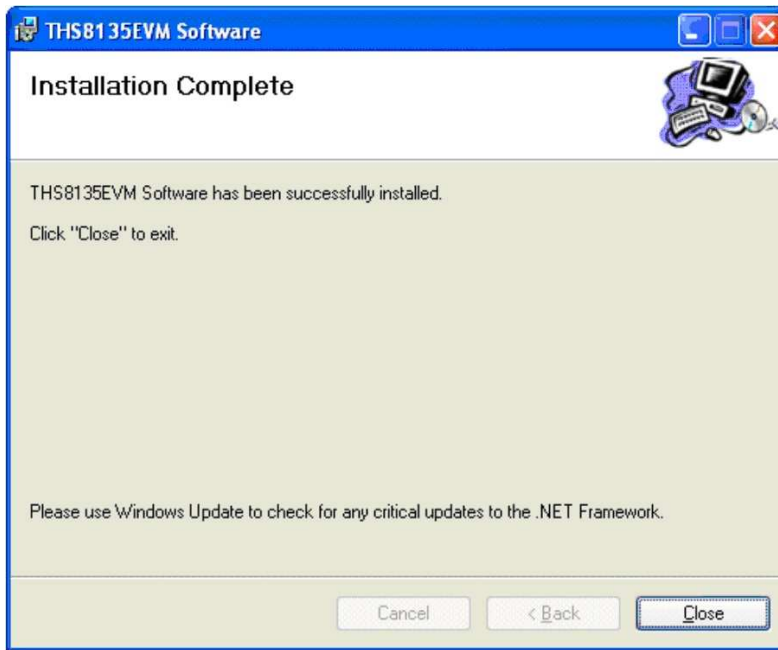 THS8135EVM Software
Installation Complete
THS8135EVM Software has been successfully installed.
Click "Close" to exit.
Please use Windows Update to check for any critical updates to the .NET Framework.
Cancel
< Back
Close